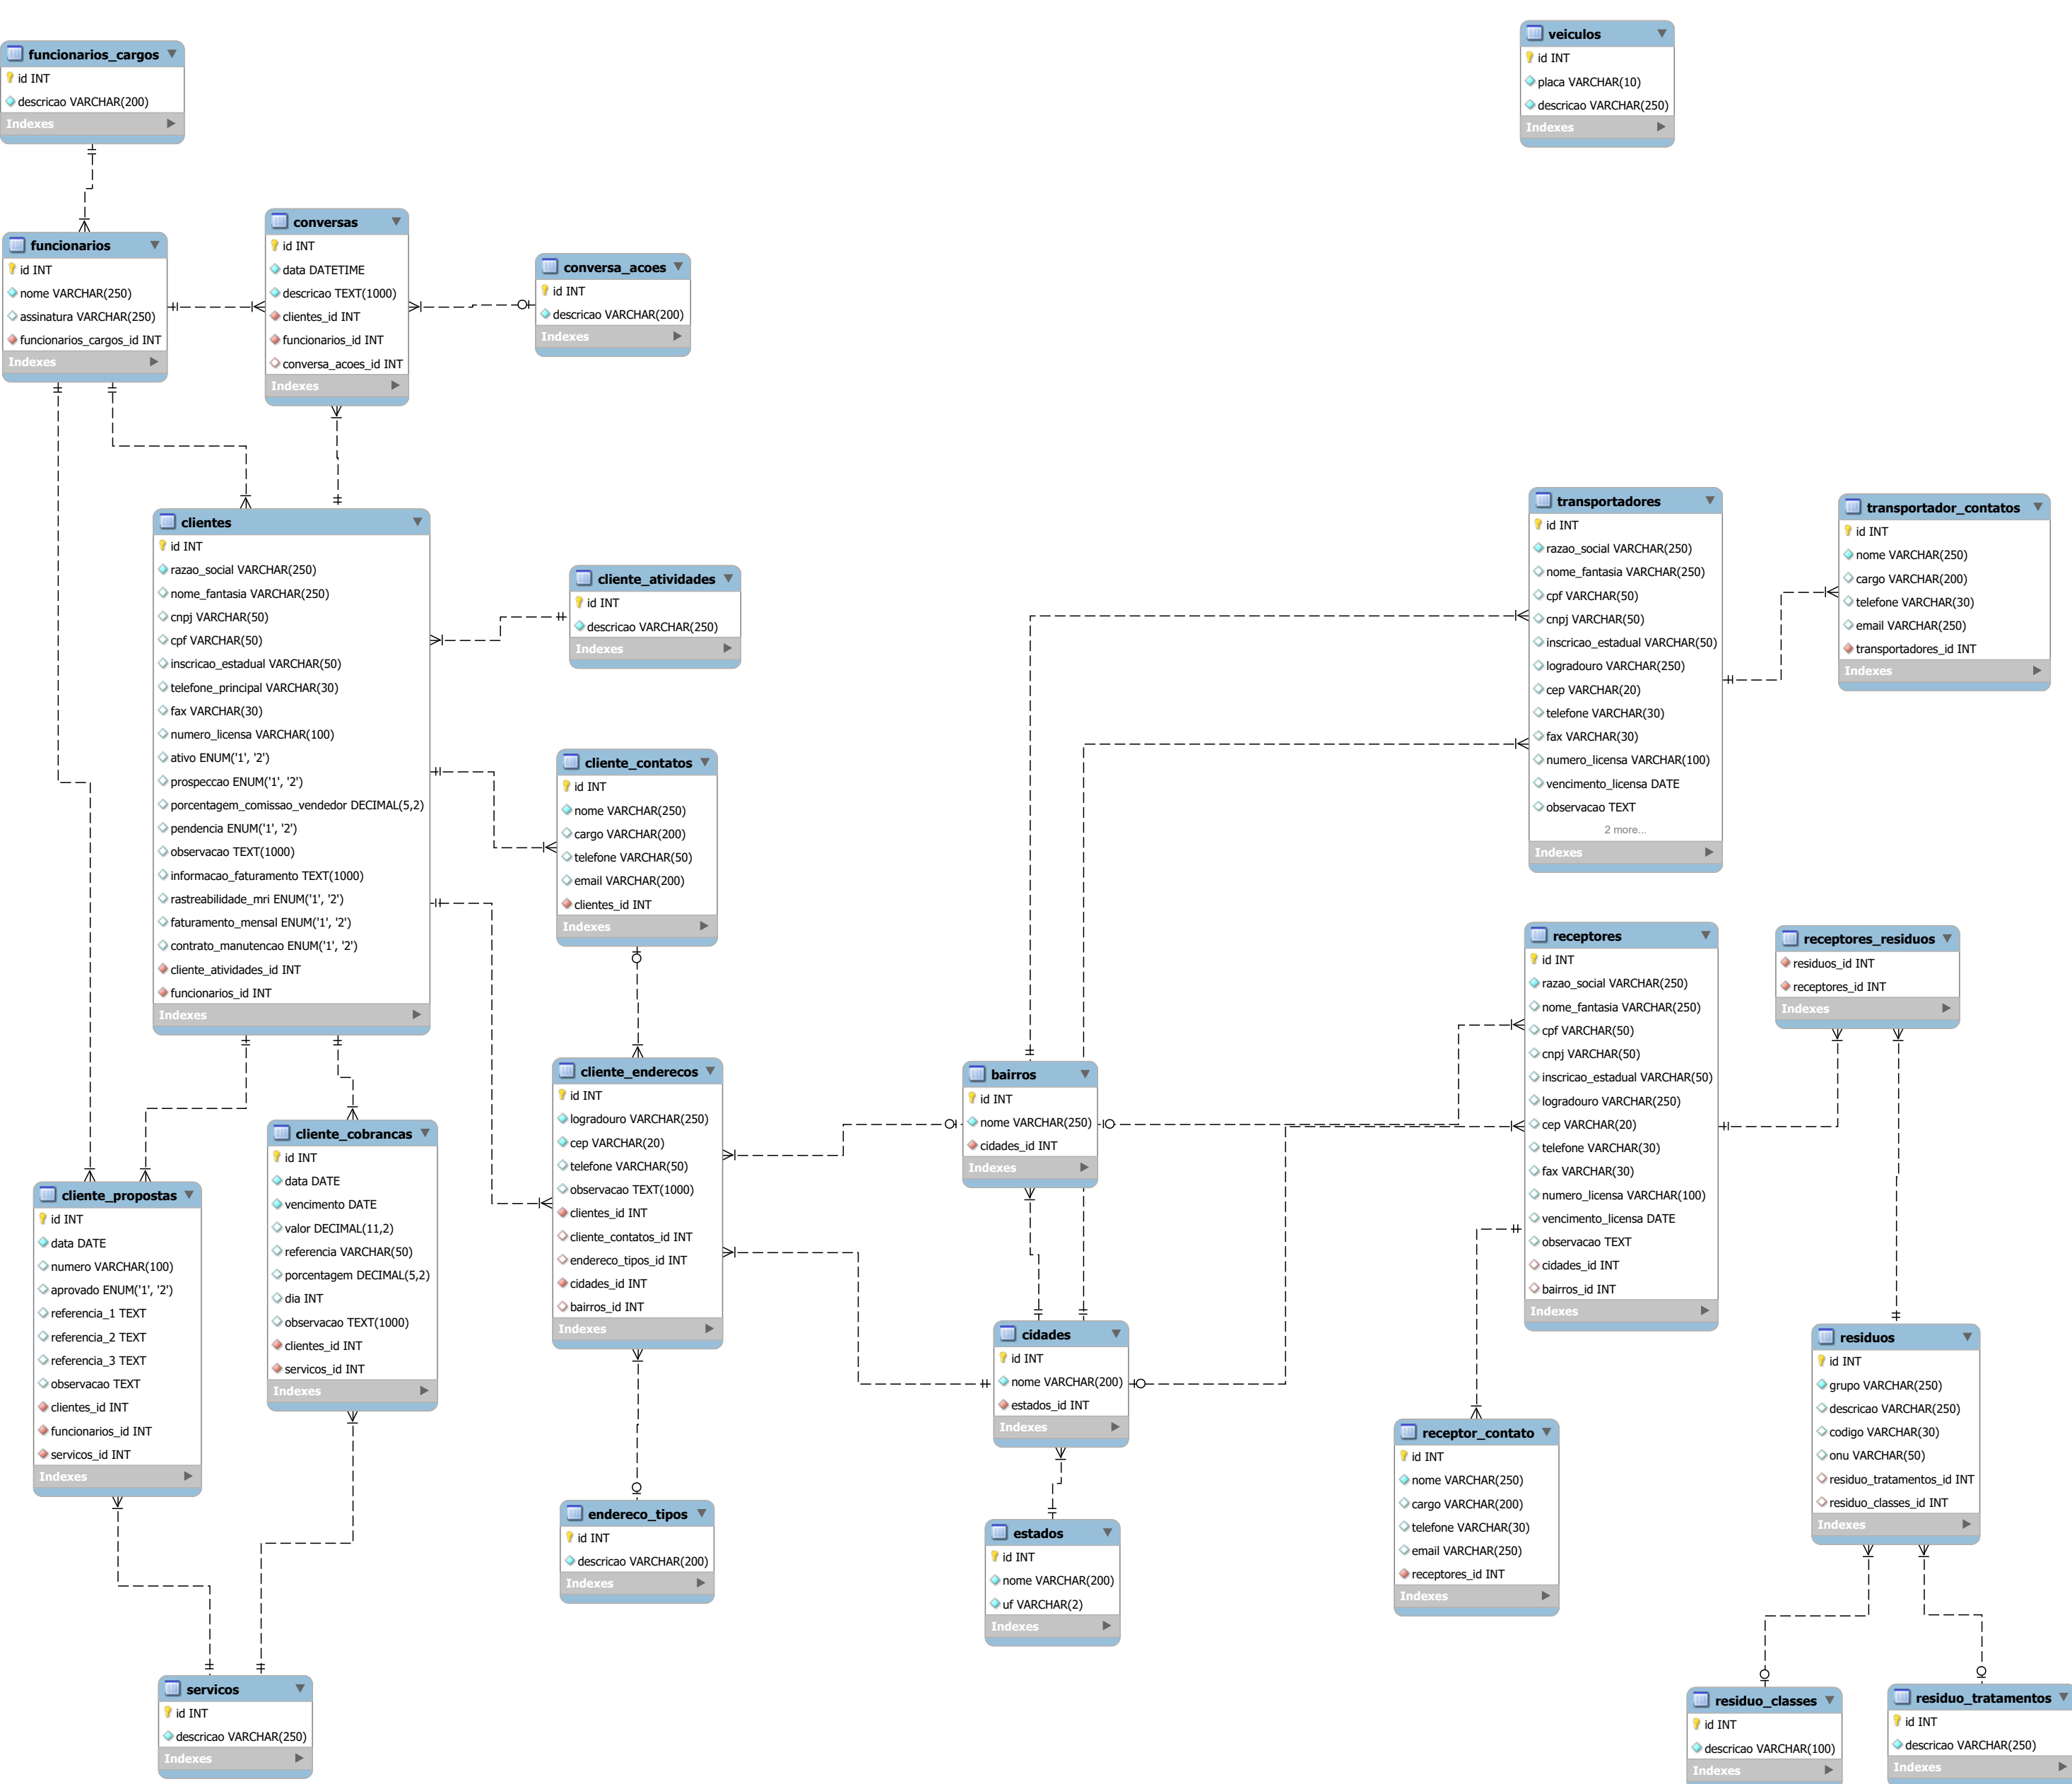 funcionarios_cargos
id INT
descricao VARCHAR(200)
Indexes
veiculos
id INT
placa VARCHAR(10)
descricao VARCHAR(250)
Indexes
funcionarios
id INT
nome VARCHAR(250)
assinatura VARCHAR(250)
funcionarios_cargos_id INT
Indexes
conversas
id INT
data DATETIME
descricao TEXT(1000)
clientes_id INT
funcionarios_id INT
conversa_acoes_id INT
Indexes
conversa_acoes
id INT
descricao VARCHAR(200)
Indexes
clientes
id INT
razao_social VARCHAR(250)
nome_fantasia VARCHAR(250)
cnpj VARCHAR(50)
cpf VARCHAR(50)
inscricao_estadual VARCHAR(50)
telefone_principal VARCHAR(30)
fax VARCHAR(30)
numero_licensa VARCHAR(100)
ativo ENUM('1', '2')
prospeccao ENUM('1', '2')
porcentagem_comissao_vendedor DECIMAL(5,2)
pendencia ENUM('1', '2')
observacao TEXT(1000)
informacao_faturamento TEXT(1000)
rastreabilidade_mri ENUM('1', '2')
faturamento_mensal ENUM('1', '2')
contrato_manutencao ENUM('1', '2')
cliente_atividades_id INT
funcionarios_id INT
Indexes
cliente_atividades
id INT
descricao VARCHAR(250)
Indexes
cliente_contatos
id INT
nome VARCHAR(250)
cargo VARCHAR(200)
telefone VARCHAR(50)
email VARCHAR(200)
clientes_id INT
Indexes
transportadores
id INT
razao_social VARCHAR(250)
nome_fantasia VARCHAR(250)
cpf VARCHAR(50)
cnpj VARCHAR(50)
inscricao_estadual VARCHAR(50)
logradouro VARCHAR(250)
cep VARCHAR(20)
telefone VARCHAR(30)
fax VARCHAR(30)
numero_licensa VARCHAR(100)
vencimento_licensa DATE
observacao TEXT
2 more...
Indexes
transportador_contatos
id INT
nome VARCHAR(250)
cargo VARCHAR(200)
telefone VARCHAR(30)
email VARCHAR(250)
transportadores_id INT
Indexes
receptores
id INT
razao_social VARCHAR(250)
nome_fantasia VARCHAR(250)
cpf VARCHAR(50)
cnpj VARCHAR(50)
inscricao_estadual VARCHAR(50)
logradouro VARCHAR(250)
cep VARCHAR(20)
telefone VARCHAR(30)
fax VARCHAR(30)
numero_licensa VARCHAR(100)
vencimento_licensa DATE
observacao TEXT
cidades_id INT
bairros_id INT
Indexes
receptores_residuos
residuos_id INT
receptores_id INT
Indexes
cliente_enderecos
id INT
logradouro VARCHAR(250)
cep VARCHAR(20)
telefone VARCHAR(50)
observacao TEXT(1000)
clientes_id INT
cliente_contatos_id INT
endereco_tipos_id INT
cidades_id INT
bairros_id INT
Indexes
bairros
id INT
nome VARCHAR(250)
cidades_id INT
Indexes
cliente_propostas
id INT
data DATE
numero VARCHAR(100)
aprovado ENUM('1', '2')
referencia_1 TEXT
referencia_2 TEXT
referencia_3 TEXT
observacao TEXT
clientes_id INT
funcionarios_id INT
servicos_id INT
Indexes
cliente_cobrancas
id INT
data DATE
vencimento DATE
valor DECIMAL(11,2)
referencia VARCHAR(50)
porcentagem DECIMAL(5,2)
dia INT
observacao TEXT(1000)
clientes_id INT
servicos_id INT
Indexes
cidades
id INT
nome VARCHAR(200)
estados_id INT
Indexes
residuos
id INT
grupo VARCHAR(250)
descricao VARCHAR(250)
codigo VARCHAR(30)
onu VARCHAR(50)
residuo_tratamentos_id INT
residuo_classes_id INT
Indexes
receptor_contato
id INT
nome VARCHAR(250)
cargo VARCHAR(200)
telefone VARCHAR(30)
email VARCHAR(250)
receptores_id INT
Indexes
endereco_tipos
id INT
descricao VARCHAR(200)
Indexes
estados
id INT
nome VARCHAR(200)
uf VARCHAR(2)
Indexes
servicos
id INT
descricao VARCHAR(250)
Indexes
residuo_classes
id INT
descricao VARCHAR(100)
Indexes
residuo_tratamentos
id INT
descricao VARCHAR(250)
Indexes